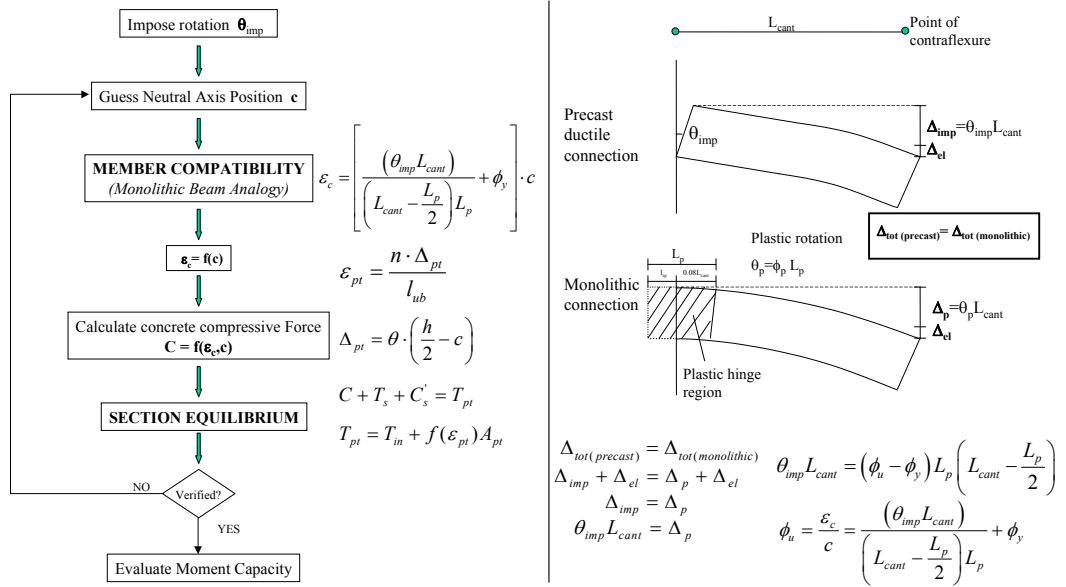 Impose rotation θimp
Guess Neutral Axis Position c
MEMBER COMPATIBILITY
(Monolithic Beam Analogy)
εc = [ (θimp Lcant) / ((Lcant − Lp/2) Lp) + ϕy ] · c
εc = f(c)
εpt = n · Δpt / lub
Calculate concrete compressive Force
C = f(εc,c)
Δpt = θ · (h/2 − c)
C + Ts + Cs' = Tpt
SECTION EQUILIBRIUM
Tpt = Tin + f(εpt) Apt
NO
Verified?
YES
Evaluate Moment Capacity
Lcant
Point of
contraflexure
Precast
ductile
connection
θimp
Δimp=θimpLcant
Δel
Δtot (precast)= Δtot (monolithic)
Lp
Plastic rotation
θp=ϕp Lp
lsp
0.08Lcant
Monolithic
connection
Δp=θpLcant
Δel
Plastic hinge
region
Δtot(precast) = Δtot(monolithic)
Δimp + Δel = Δp + Δel
Δimp = Δp
θimp Lcant = Δp
θimp Lcant = (ϕu − ϕy) Lp (Lcant − Lp/2)
ϕu = εc/c = (θimp Lcant) / ((Lcant − Lp/2) Lp) + ϕy